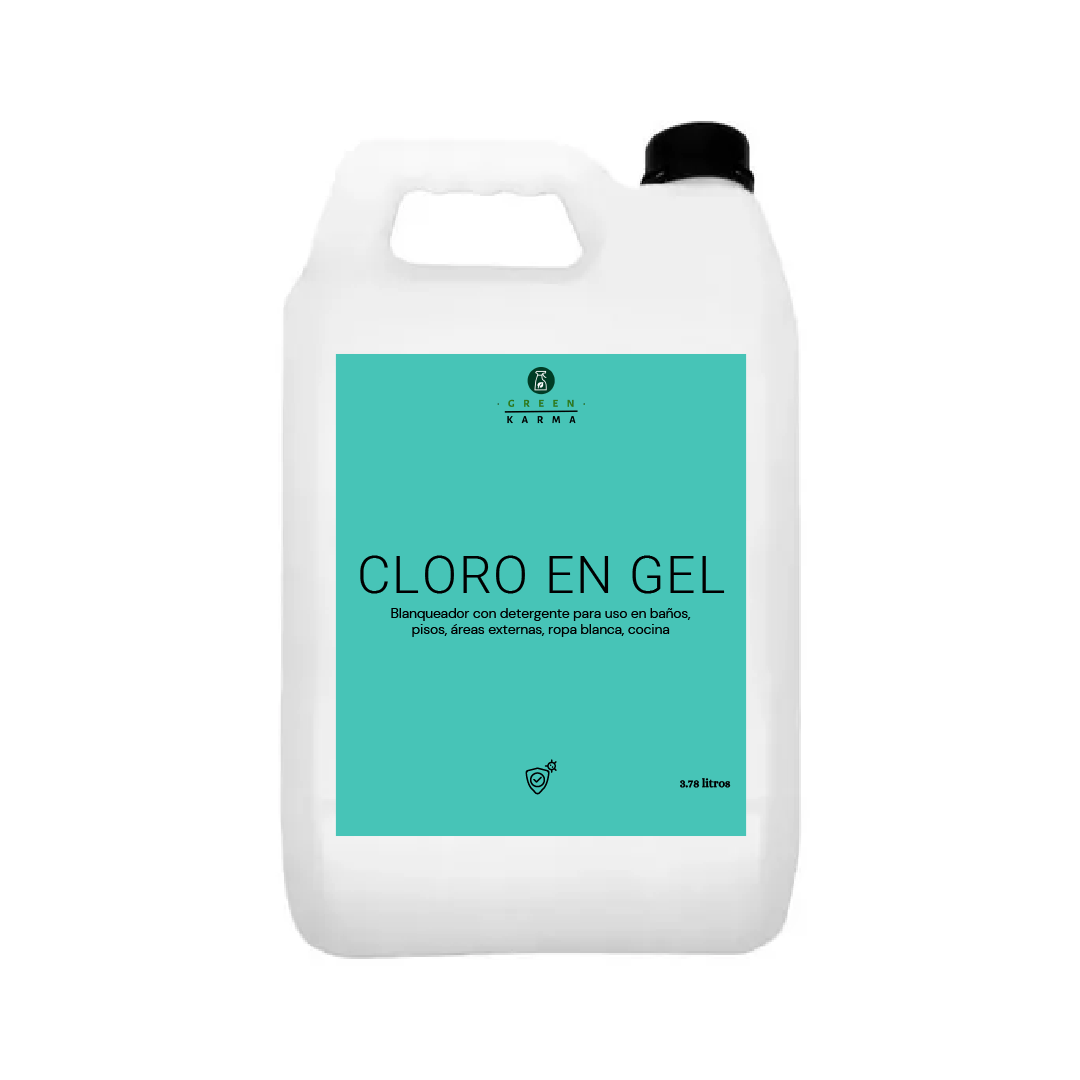 · GREEN ·
KARMA
CLORO EN GEL
Blanqueador con detergente para uso en baños,
pisos, áreas externas, ropa blanca, cocina
3.78 litros